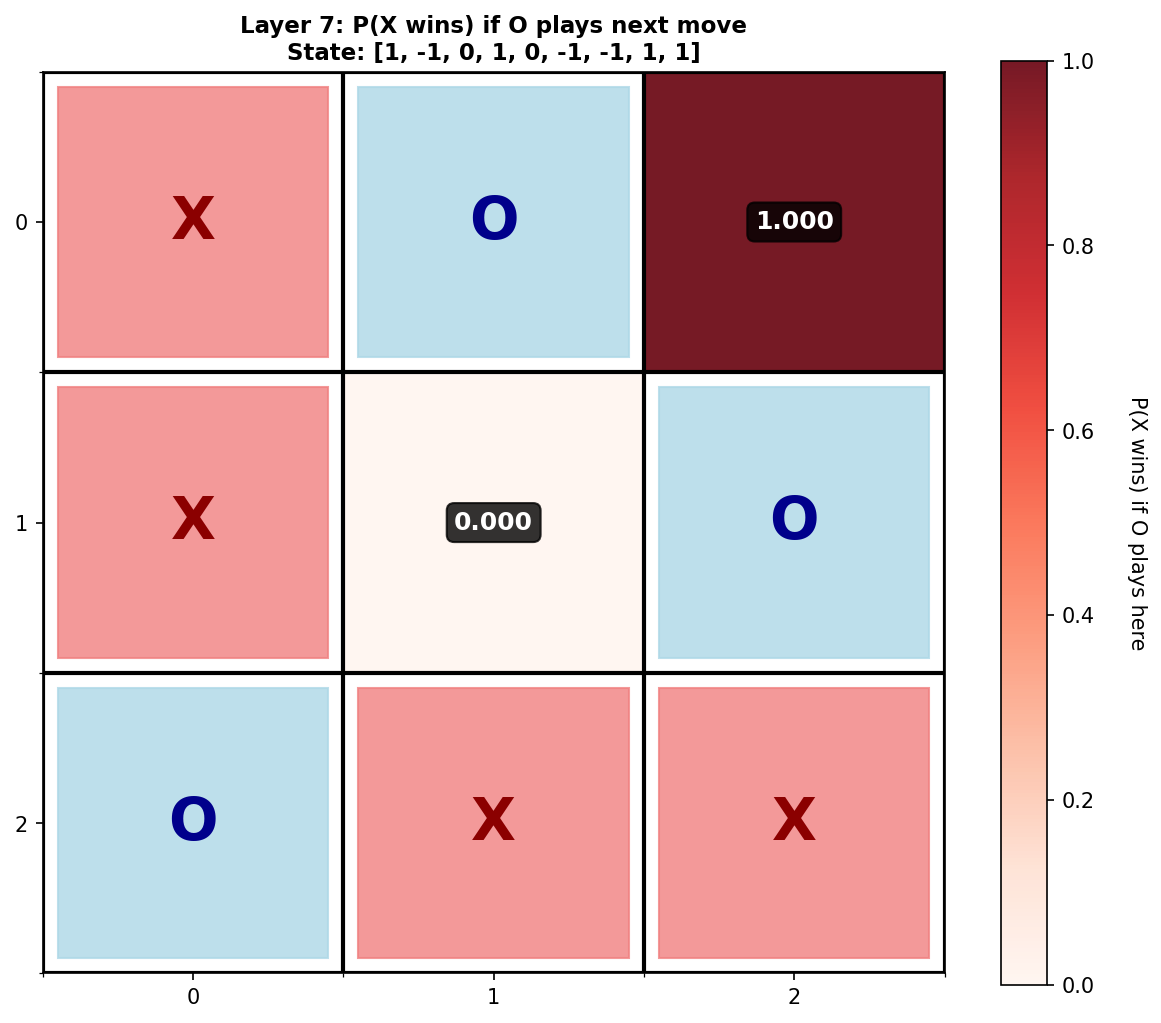 Layer 7: P(X wins) if O plays next move
State: [1, -1, 0, 1, 0, -1, -1, 1, 1]
0
X
O
1.000
1
X
0.000
O
2
O
X
X
0
1
2
1.0
0.8
0.6
0.4
0.2
0.0
P(X wins) if O plays here